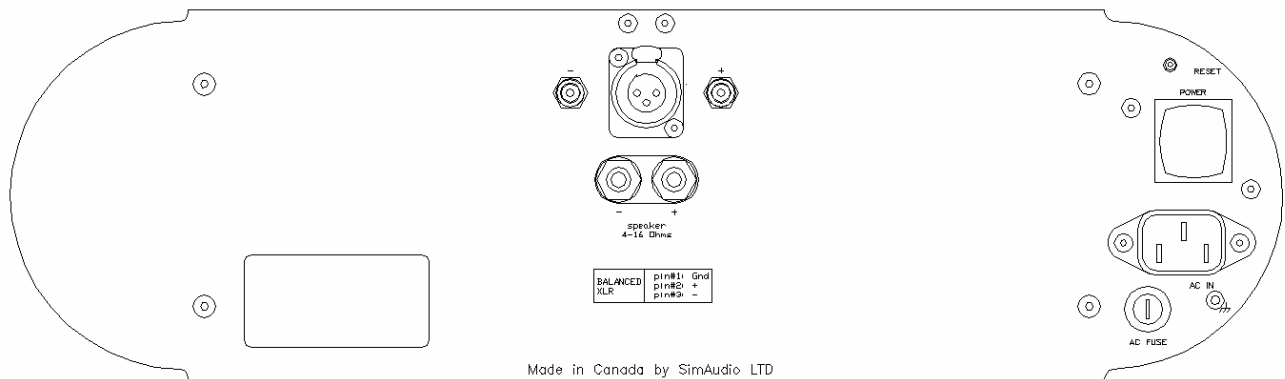 RESET
POWER
- +
- +
speaker
4-16 Ohms
BALANCED XLR
pin#1: Gnd
pin#2: +
pin#3: -
AC IN
AC FUSE
Made in Canada by SimAudio LTD